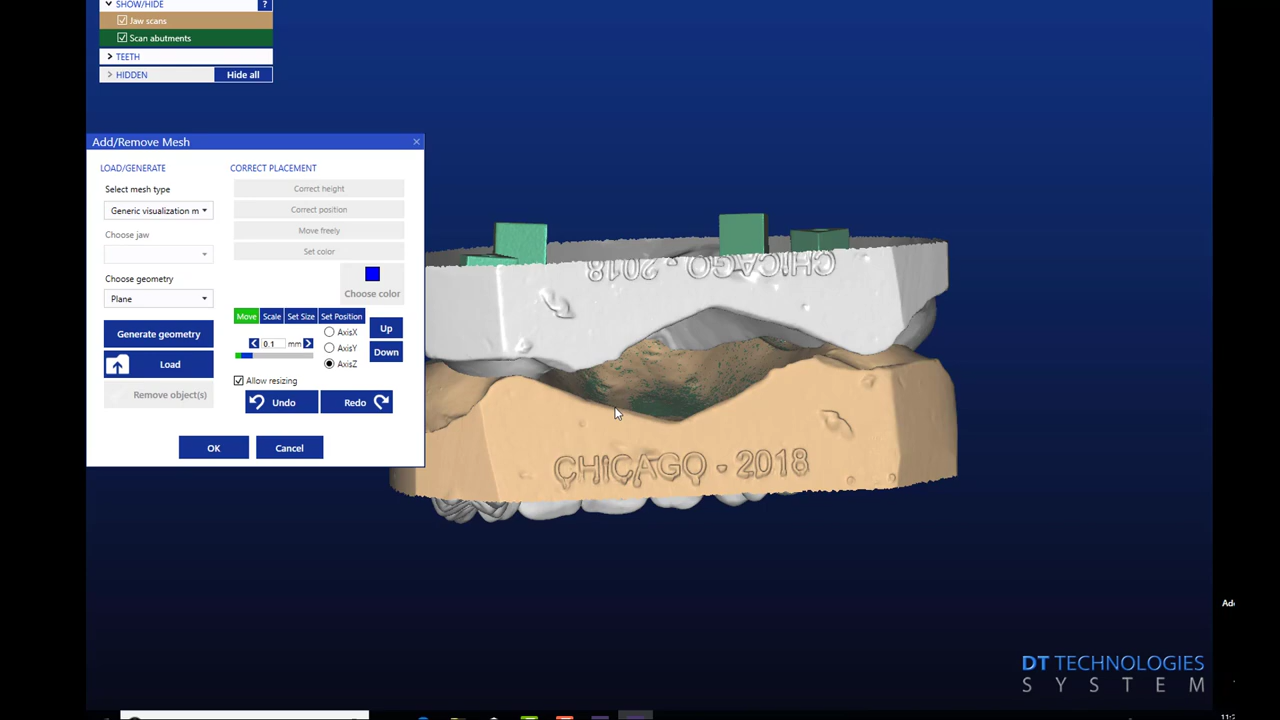 SHOW/HIDE ?
Jaw scans
Scan abutments
TEETH
HIDDEN Hide all
Add/Remove Mesh
LOAD/GENERATE
Select mesh type
Generic visualization m
Choose jaw
Choose geometry
Plane
Generate geometry
Load
Remove object(s)
CORRECT PLACEMENT
Correct height
Correct position
Move freely
Set color
Choose color
Move Scale Set Size Set Position
0.1 mm
AxisX
AxisY
AxisZ
Up
Down
Allow resizing
Undo Redo
OK Cancel
CHICAGO - 2018
CHICAGO - 2018
DT TECHNOLOGIES
SYSTEM